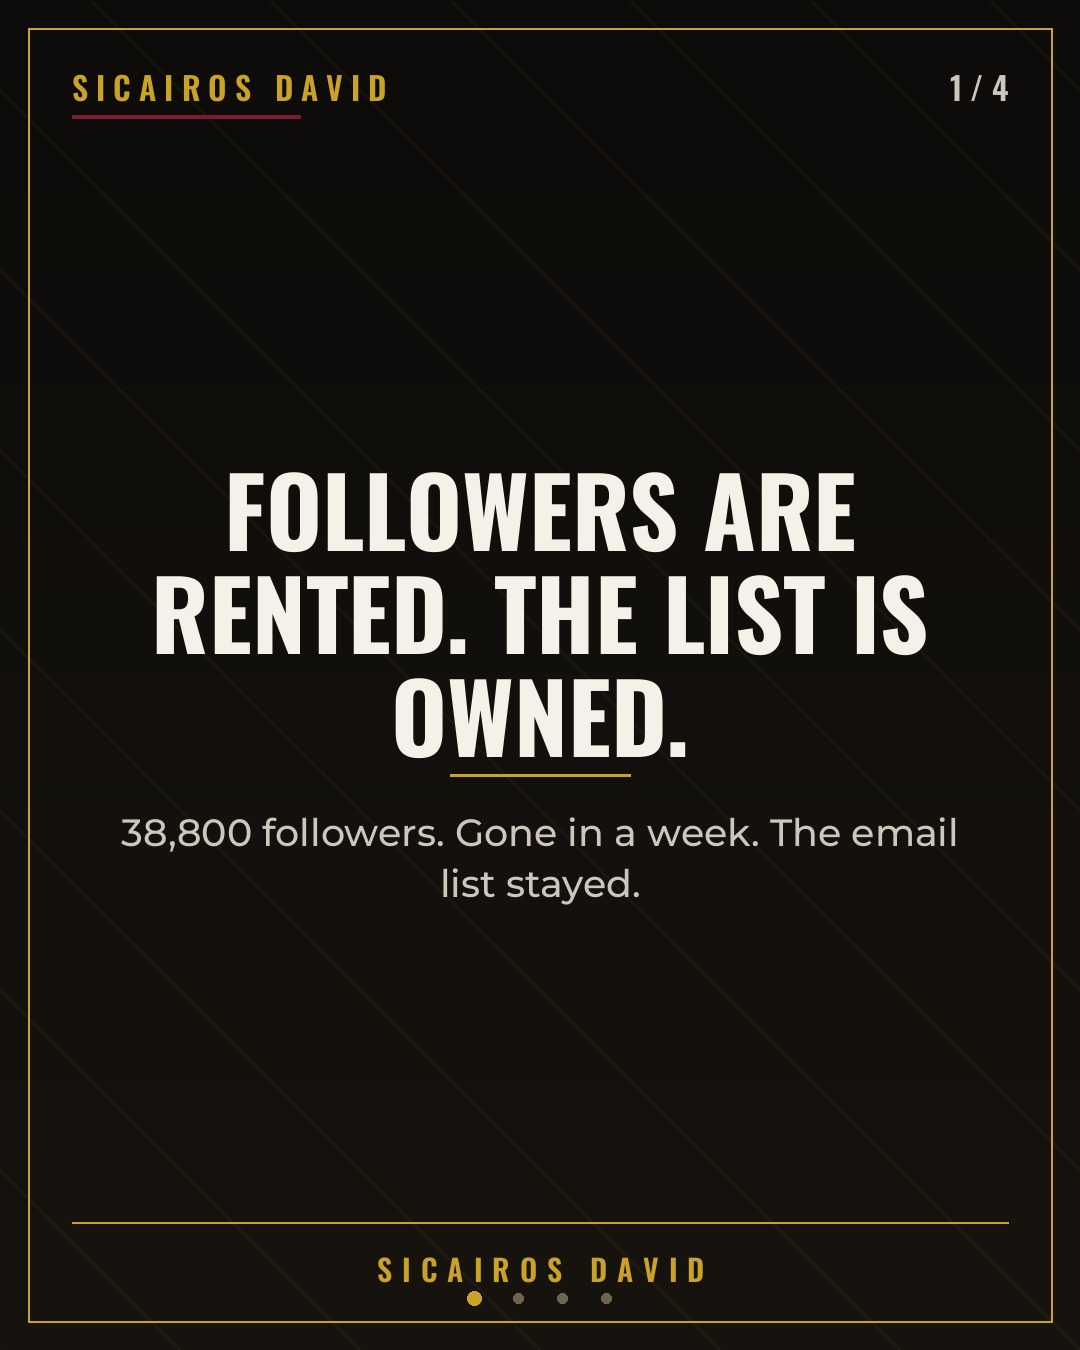 SICAIROS DAVID
1 / 4
FOLLOWERS ARE
RENTED. THE LIST IS
OWNED.
38,800 followers. Gone in a week. The email
list stayed.
SICAIROS DAVID